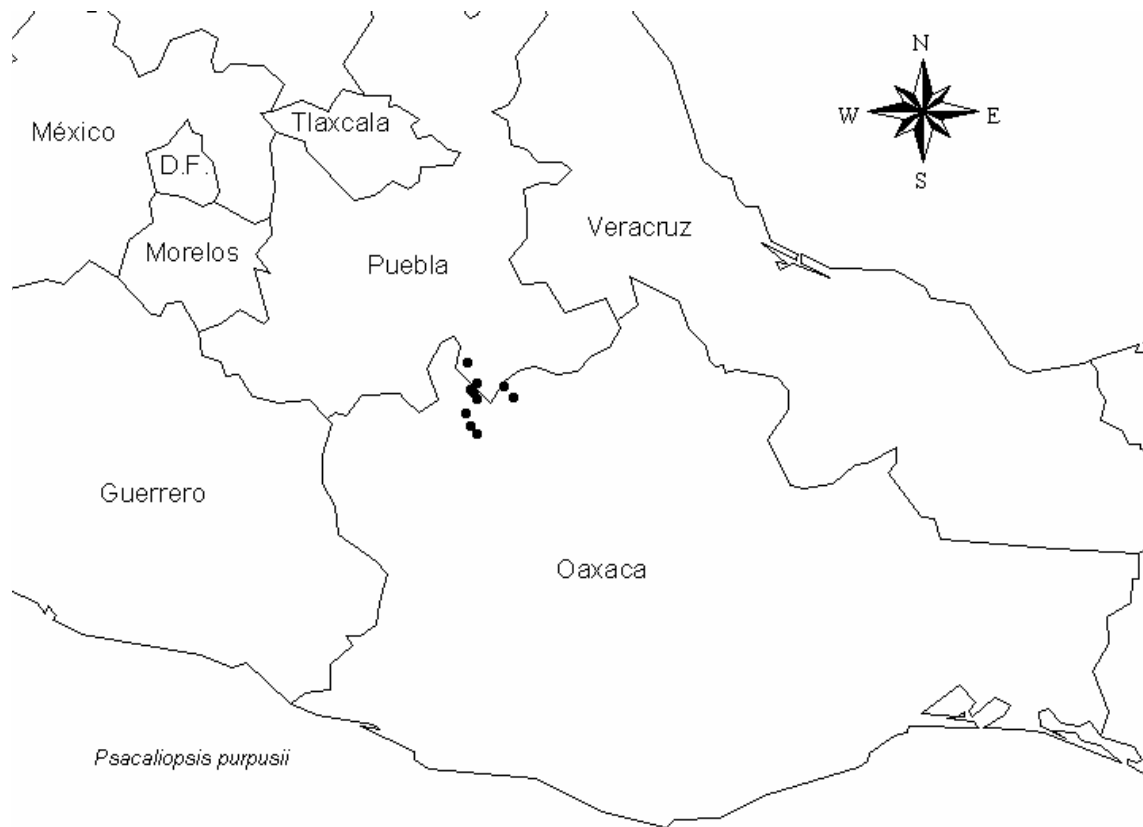 N
W
E
S
México
Tlaxcala
D.F.
Morelos
Puebla
Veracruz
Guerrero
Oaxaca
Psacaliopsis purpusii